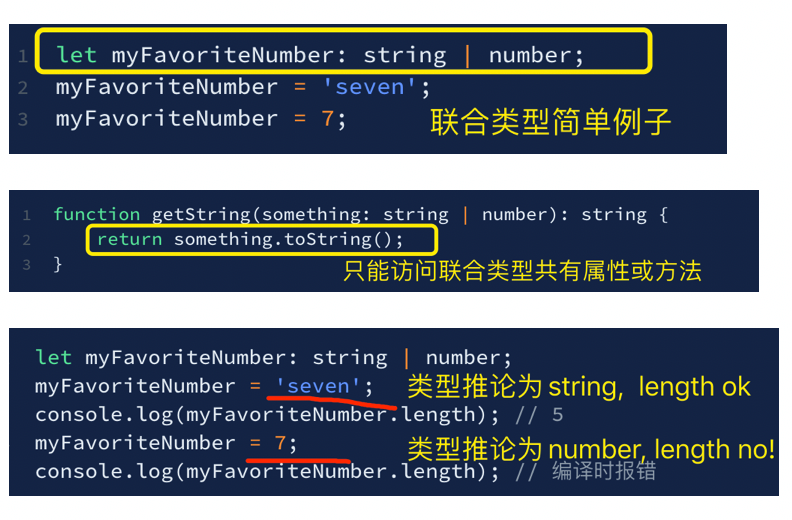 1 let myFavoriteNumber: string | number;
2 myFavoriteNumber = 'seven';
3 myFavoriteNumber = 7;
联合类型简单例子
1 function getString(something: string | number): string {
2 return something.toString();
3 }
只能访问联合类型共有属性或方法
let myFavoriteNumber: string | number;
myFavoriteNumber = 'seven';
类型推论为 string, length ok
console.log(myFavoriteNumber.length); // 5
myFavoriteNumber = 7;
类型推论为 number, length no!
console.log(myFavoriteNumber.length); // 编译时报错